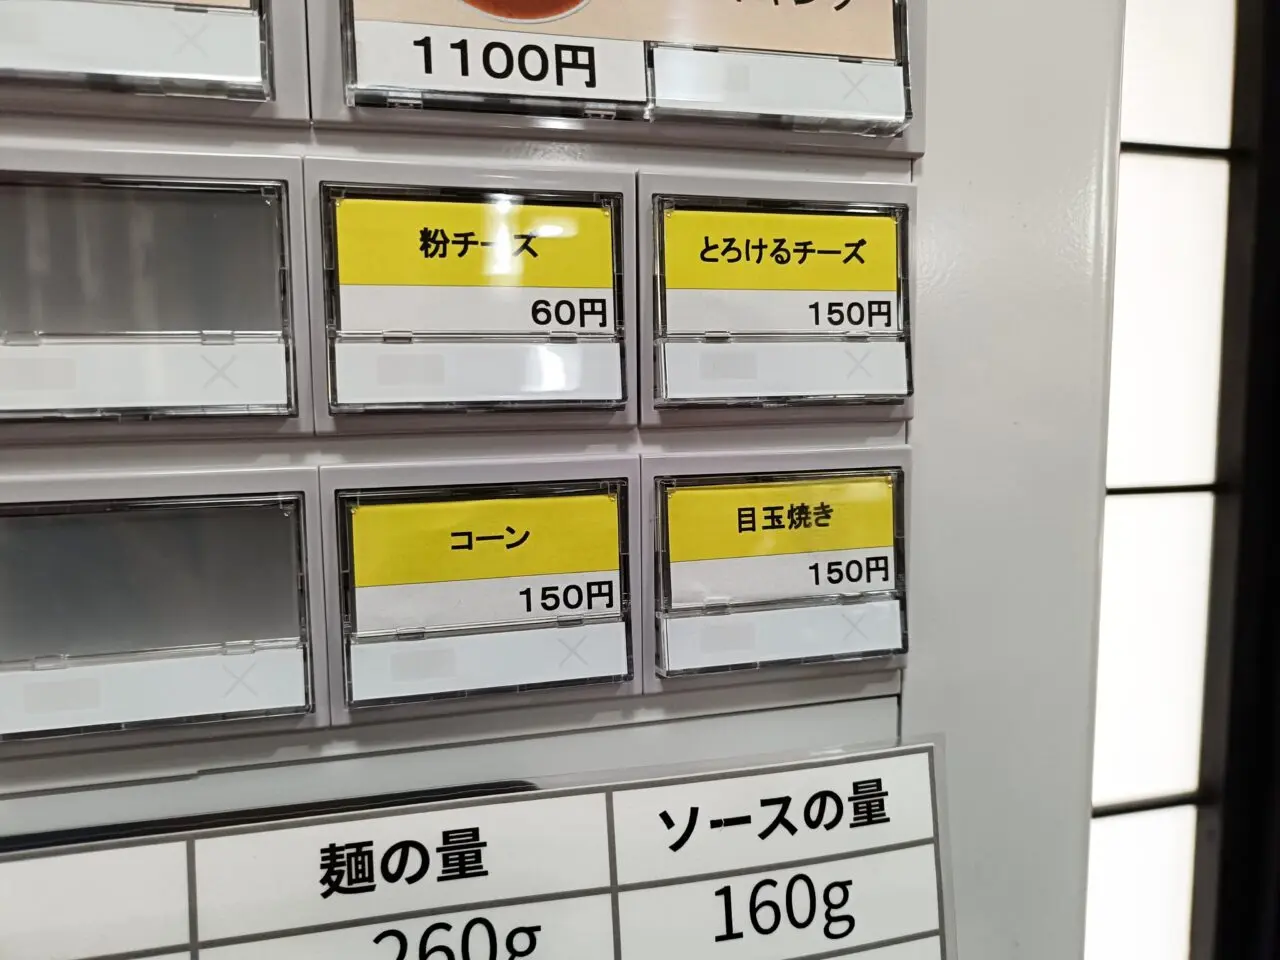 1100円
粉チーズ
60円
とろけるチーズ
150円
コーン
150円
目玉焼き
150円
麺の量
ソースの量
260g
160g